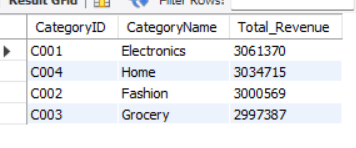 Result Grid Filter Rows:
CategoryID CategoryName Total_Revenue
C001 Electronics 3061370
C004 Home 3034715
C002 Fashion 3000569
C003 Grocery 2997387